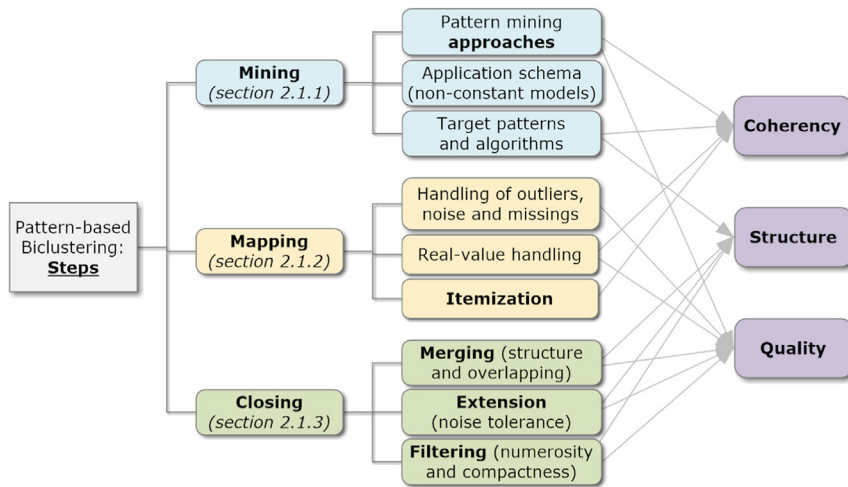 Pattern-based
Biclustering:
Steps
Mining
(section 2.1.1)
Pattern mining
approaches
Application schema
(non-constant models)
Target patterns
and algorithms
Mapping
(section 2.1.2)
Handling of outliers,
noise and missings
Real-value handling
Itemization
Closing
(section 2.1.3)
Merging (structure
and overlapping)
Extension
(noise tolerance)
Filtering (numerosity
and compactness)
Coherency
Structure
Quality